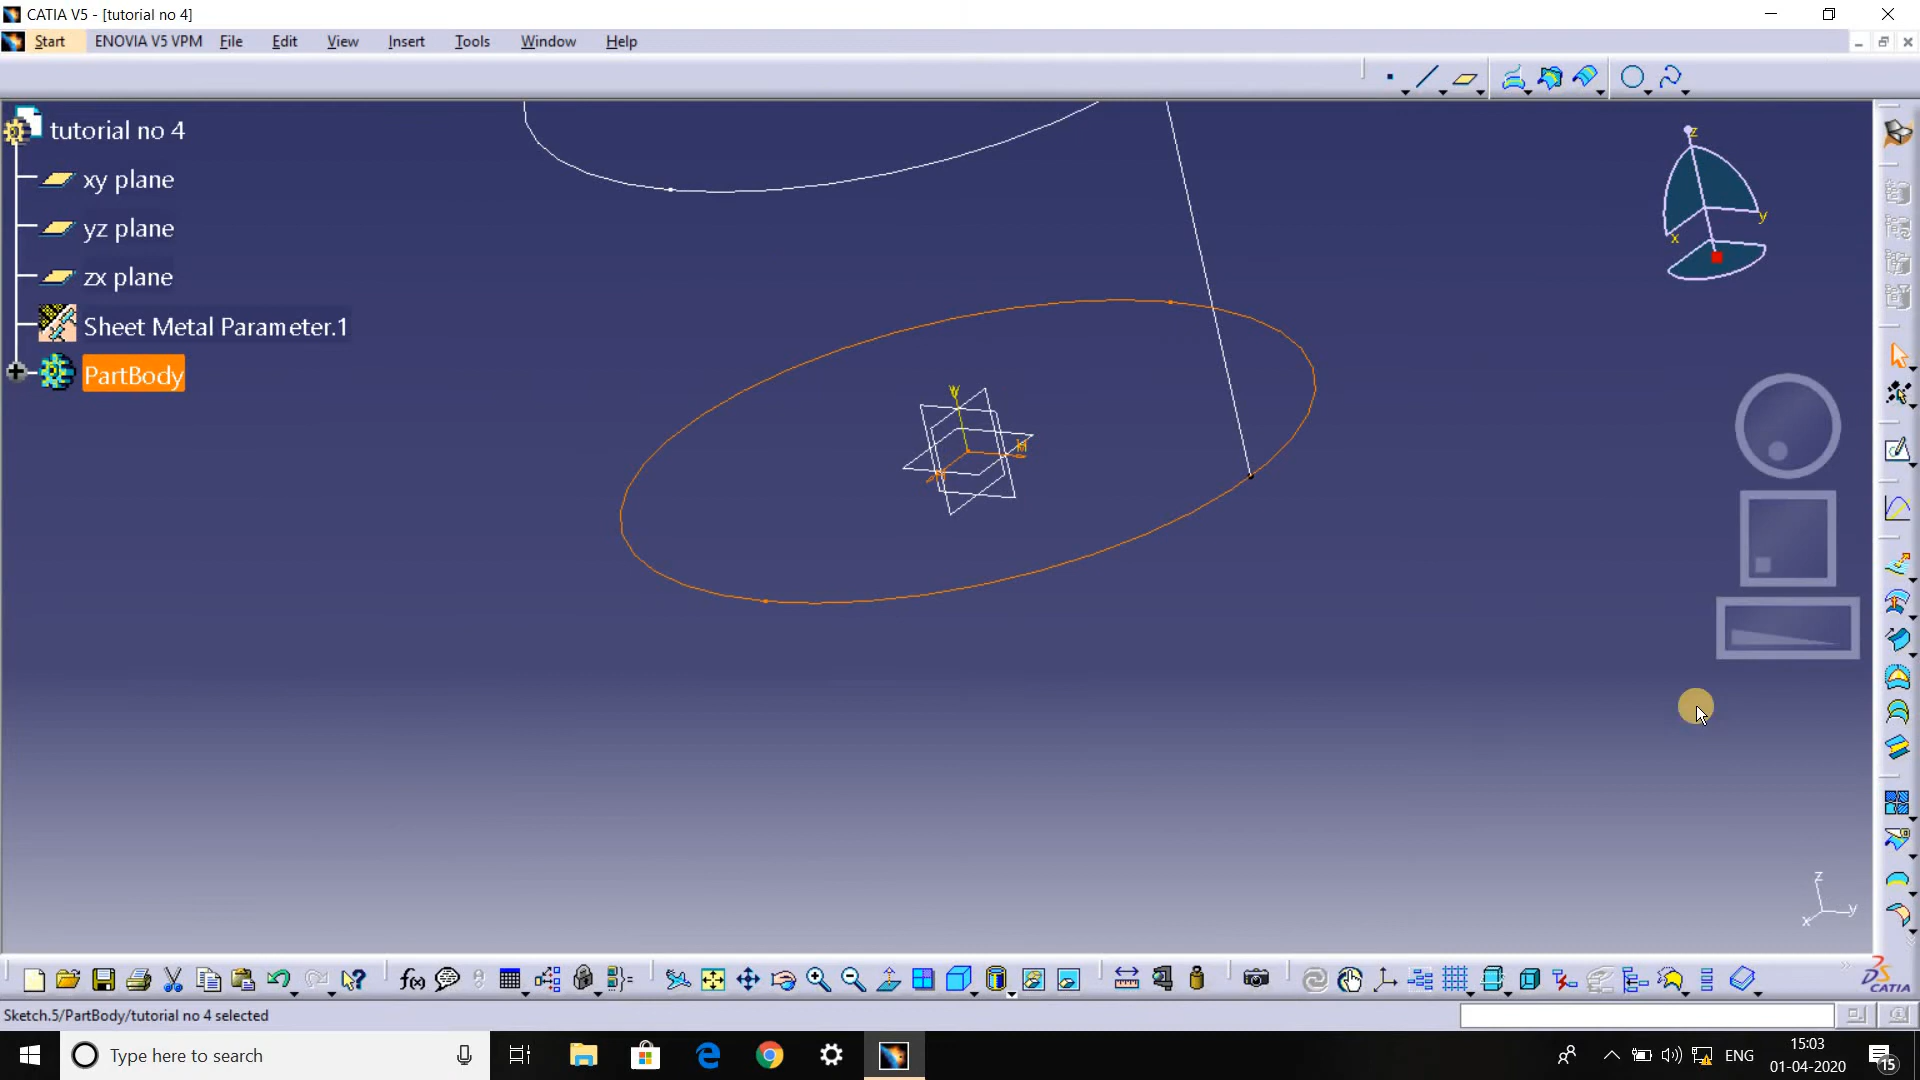 CATIA V5 - [tutorial no 4]
Start ENOVIA V5 VPM File Edit View Insert Tools Window Help
tutorial no 4
xy plane
yz plane
zx plane
Sheet Metal Parameter.1
PartBody
z
y
x
z
y
x
f(x)
CATIA
Sketch.5/PartBody/tutorial no 4 selected
Type here to search
ENG
15:03
01-04-2020
15